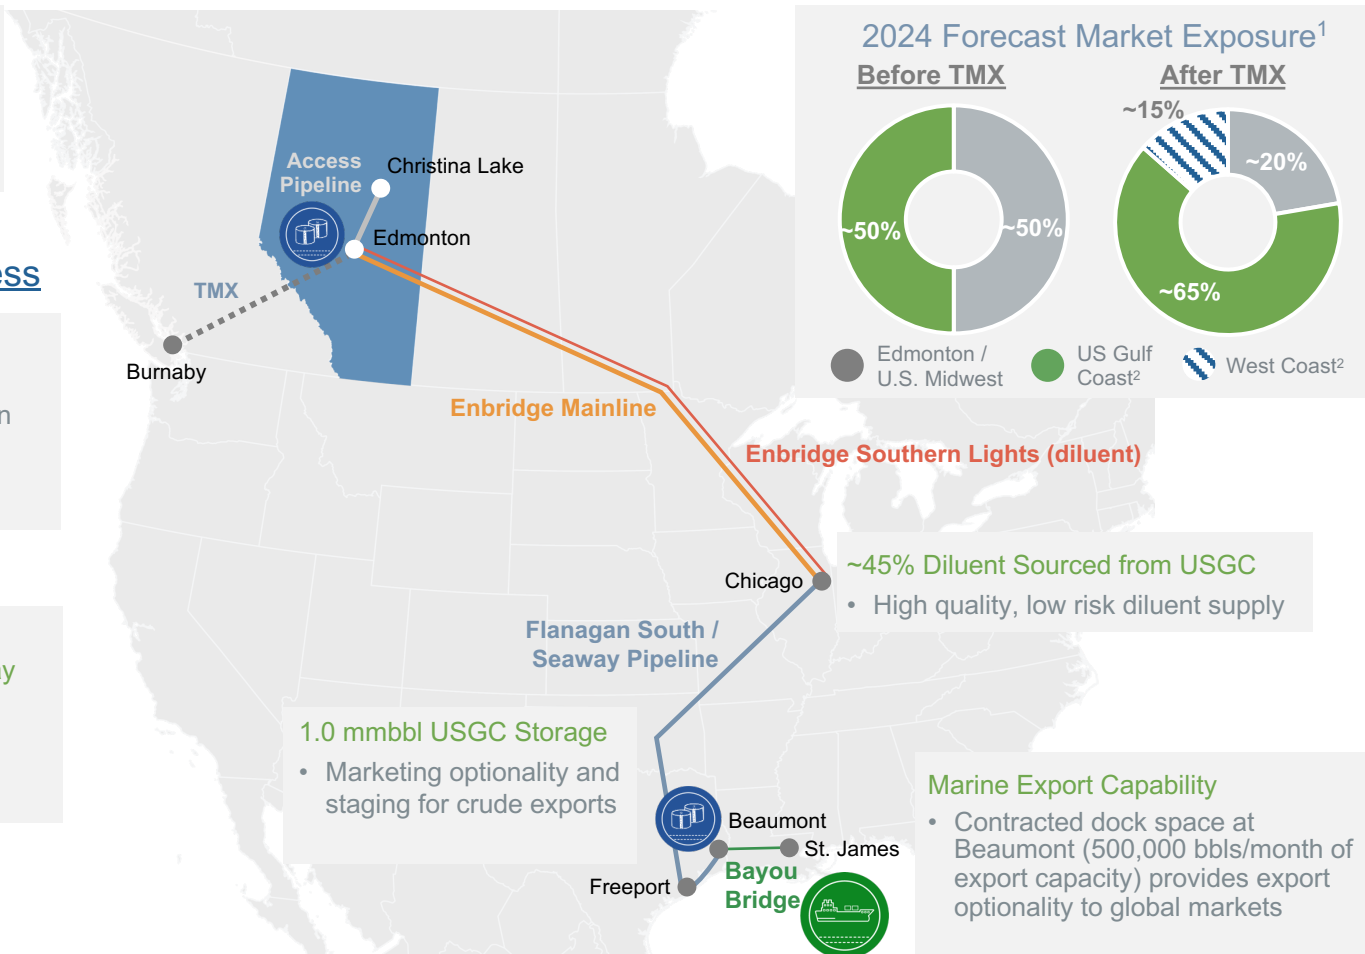 2024 Forecast Market Exposure1
Before TMX
After TMX
~50%
~50%
~15%
~20%
~65%
Edmonton /
U.S. Midwest
US Gulf
Coast2
West Coast2
Access
Pipeline
Christina Lake
Edmonton
TMX
Burnaby
ess
n
ay
Enbridge Mainline
Enbridge Southern Lights (diluent)
Chicago
~45% Diluent Sourced from USGC
• High quality, low risk diluent supply
Flanagan South /
Seaway Pipeline
1.0 mmbbl USGC Storage
• Marketing optionality and
staging for crude exports
Beaumont
St. James
Freeport
Bayou
Bridge
Marine Export Capability
• Contracted dock space at
Beaumont (500,000 bbls/month of
export capacity) provides export
optionality to global markets